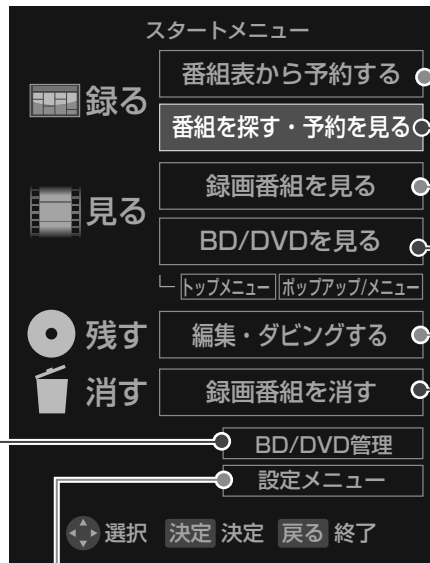 スタートメニュー
録る
番組表から予約する
番組を探す・予約を見る
見る
録画番組を見る
BD/DVDを見る
トップメニュー ポップアップ/メニュー
残す
編集・ダビングする
消す
録画番組を消す
BD/DVD管理
設定メニュー
選択 決定 決定 戻る 終了